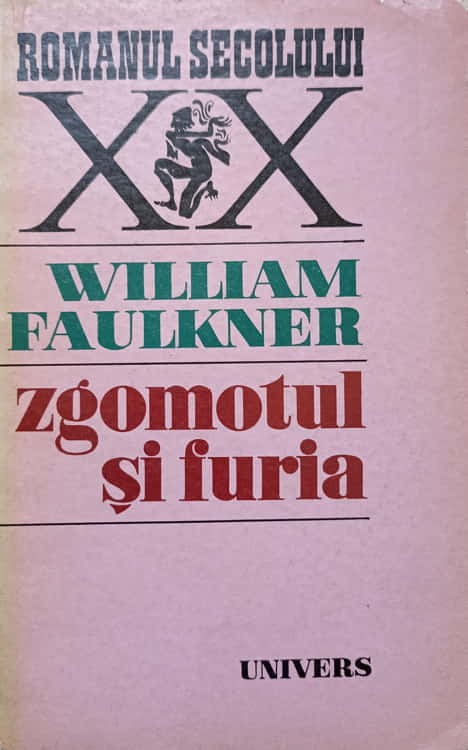 ROMANUL SECOLULUI
XX
WILLIAM
FAULKNER
zgomotul
și furia
UNIVERS